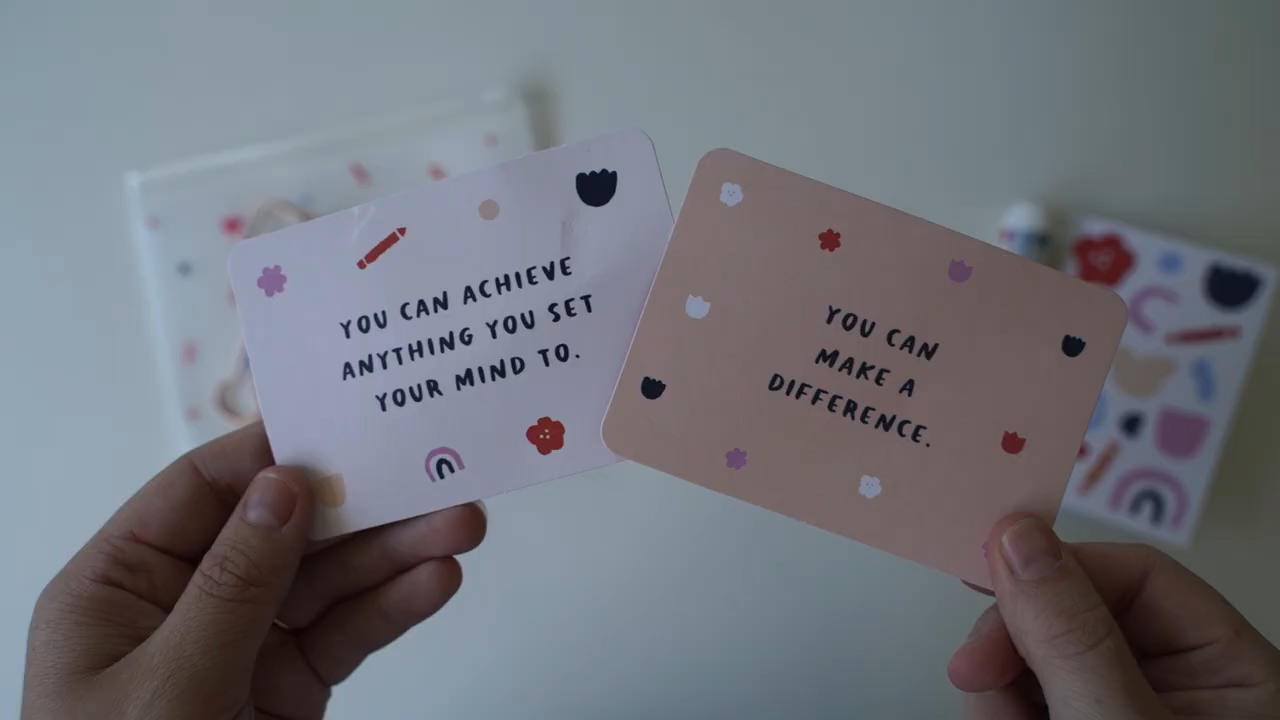 YOU CAN ACHIEVE
ANYTHING YOU SET
YOUR MIND TO.
YOU CAN
MAKE A
DIFFERENCE.